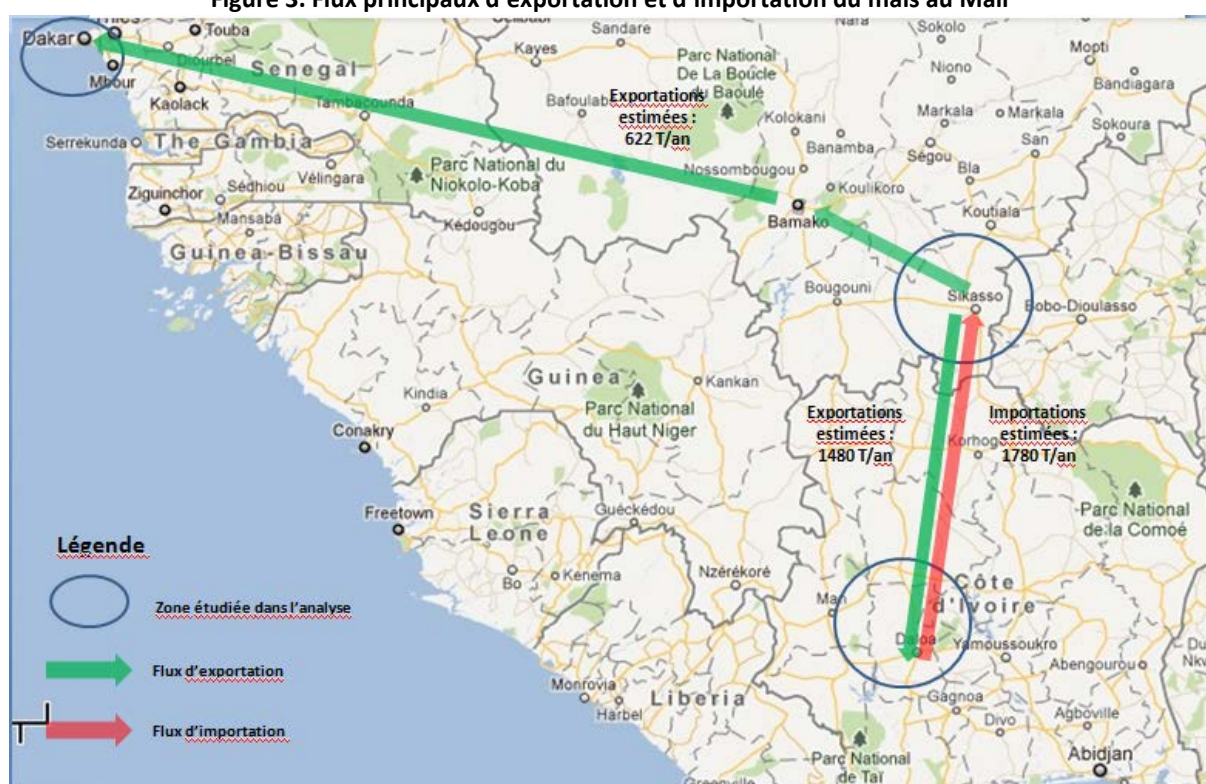 Figure 3: Flux principaux d'exportation et d'importation du maïs au Mali
Dakar
Touba
Diourbel
Mbour
Kaolack
Senegal
Tambacounda
Serrekunda
The Gambia
Ziguinchor
Sédhiou
Vélingara
Mansaba
Guinea-Bissau
Parc National du
Niokolo-Koba
Kédougou
Kayes
Sandare
Nara
Sokolo
Mopti
Niono
Bandiagara
Parc National
De La Boucle
du Baoulé
Exportations
estimées :
622 T/an
Kolokani
Banamba
Markala
Markala
Sokoura
Ségou
San
Bla
Nossombougou
Koulikoro
Bamako
Koutiala
Bougouni
Sikasso
Bobo-Dioulasso
Guinea
Kankan
Parc National
du Haut Niger
Kindia
Conakry
Freetown
Sierra
Leone
Guéckédou
Bo
Kenema
Nzérékoré
Exportations
estimées :
1480 T/an
Importations
estimées :
1780 T/an
Parc National
de la Comoé
Man
Côte
d'Ivoire
Daloa
Yamoussoukro
Abengourou
Gagnoa
Divo
Agboville
Abidjan
Monrovia
Harbel
Liberia
Parc National
de Taï
Légende
Zone étudiée dans l'analyse
Flux d'exportation
Flux d'importation